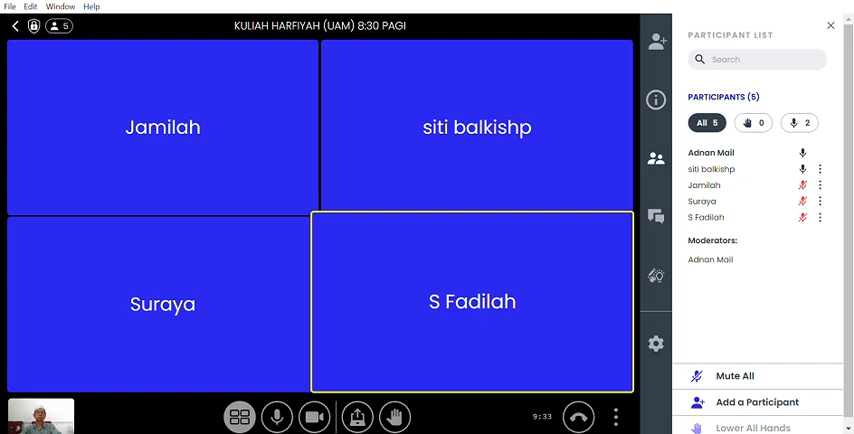 File Edit Window Help
5
KULIAH HARFIYAH (UAM) 8:30 PAGI
Jamilah
siti balkishp
Suraya
S Fadilah
9:33
PARTICIPANT LIST
Search
PARTICIPANTS (5)
All 5 0 2
Adnan Mail
siti balkishp
Jamilah
Suraya
S Fadilah
Moderators:
Adnan Mail
Mute All
Add a Participant
Lower All Hands